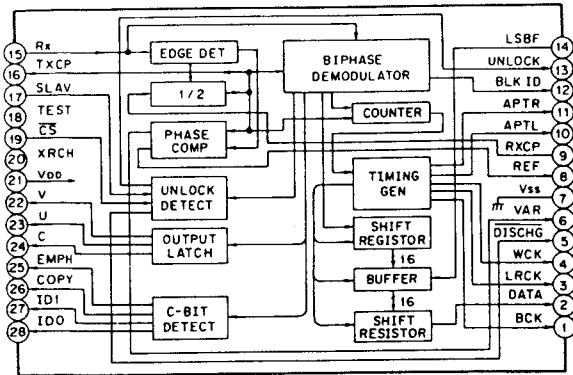 15 Rx
16 TXCP
17 SLAV
18 TEST
19 CS
20 XRCH
21 VDD
22 V
23 U
24 C
25 EMPH
26 COPY
27 ID1
28 ID0
EDGE DET
1/2
PHASE
COMP
UNLOCK
DETECT
OUTPUT
LATCH
C-BIT
DETECT
BIPHASE
DEMODULATOR
COUNTER
TIMING
GEN
SHIFT
REGISTOR
16
BUFFER
16
SHIFT
RESISTOR
LSBF 14
UNLOCK 13
BLK ID 12
APTR 11
APTL 10
RXCP 9
REF 8
Vss 7
VAR 6
DISCHG 5
WCK 4
LRCK 3
DATA 2
BCK 1